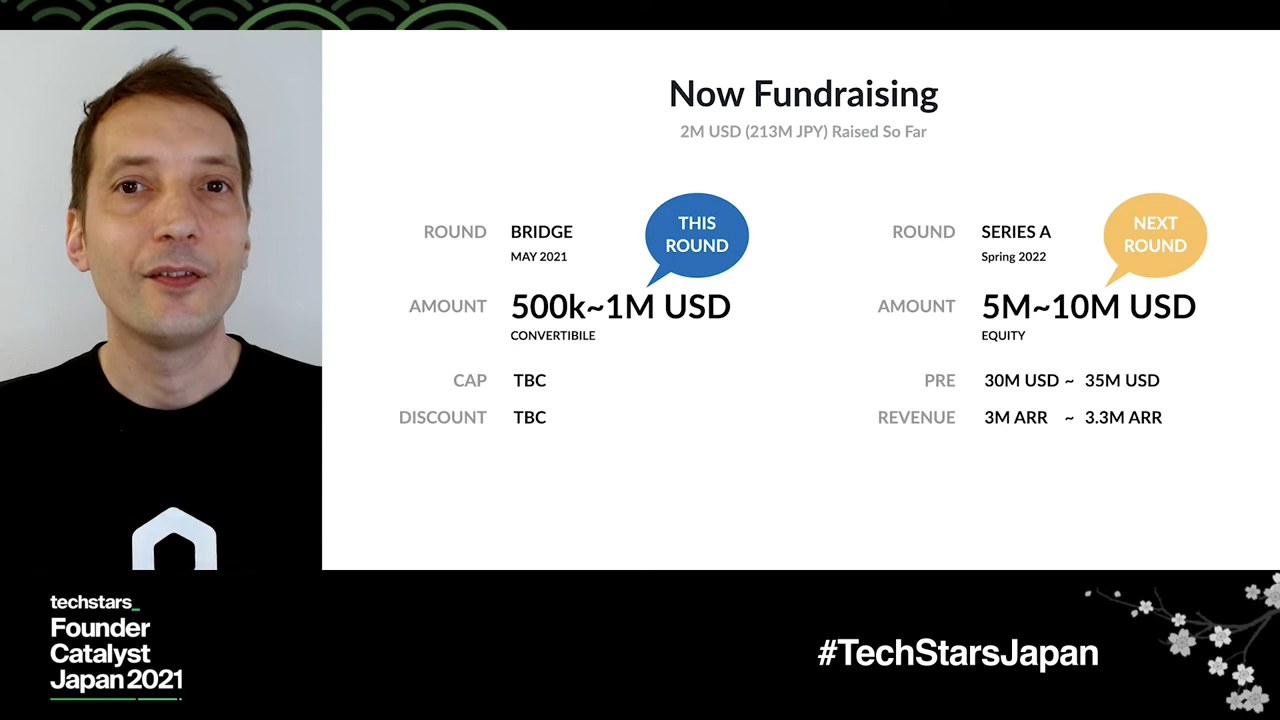 Now Fundraising
2M USD (213M JPY) Raised So Far
THIS
ROUND
ROUND BRIDGE
MAY 2021
AMOUNT 500k~1M USD
CONVERTIBILE
CAP TBC
DISCOUNT TBC
NEXT
ROUND
ROUND SERIES A
Spring 2022
AMOUNT 5M~10M USD
EQUITY
PRE 30M USD ~ 35M USD
REVENUE 3M ARR ~ 3.3M ARR
techstars_
Founder
Catalyst
Japan 2021
#TechStarsJapan